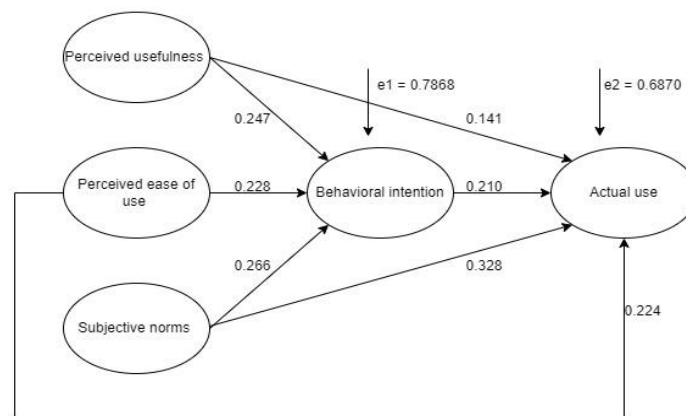 Perceived usefulness
e1 = 0.7868
e2 = 0.6870
0.247
0.141
Perceived ease of
use
0.228
Behavioral intention
0.210
Actual use
0.266
0.328
Subjective norms
0.224